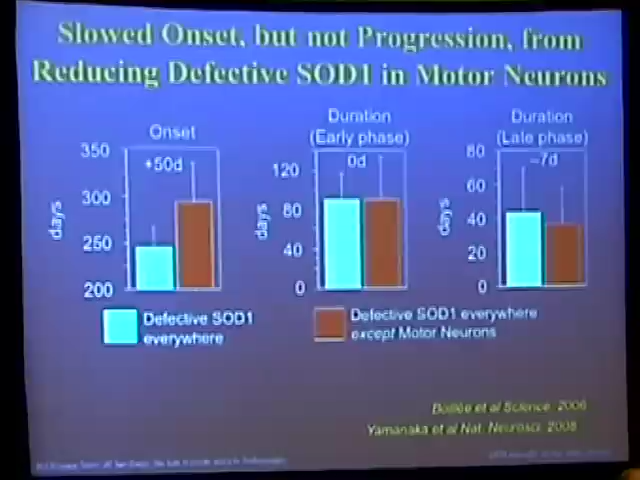 Slowed Onset, but not Progression, from
Reducing Defective SOD1 in Motor Neurons
Onset
Duration
(Early phase)
Duration
(Late phase)
350
300
250
200
days
+50d
120
80
40
0
days
0d
80
60
40
20
0
days
–7d
Defective SOD1
everywhere
Defective SOD1 everywhere
except Motor Neurons
Boillée et al Science. 2006
Yamanaka et al Nat. Neurosci. 2008